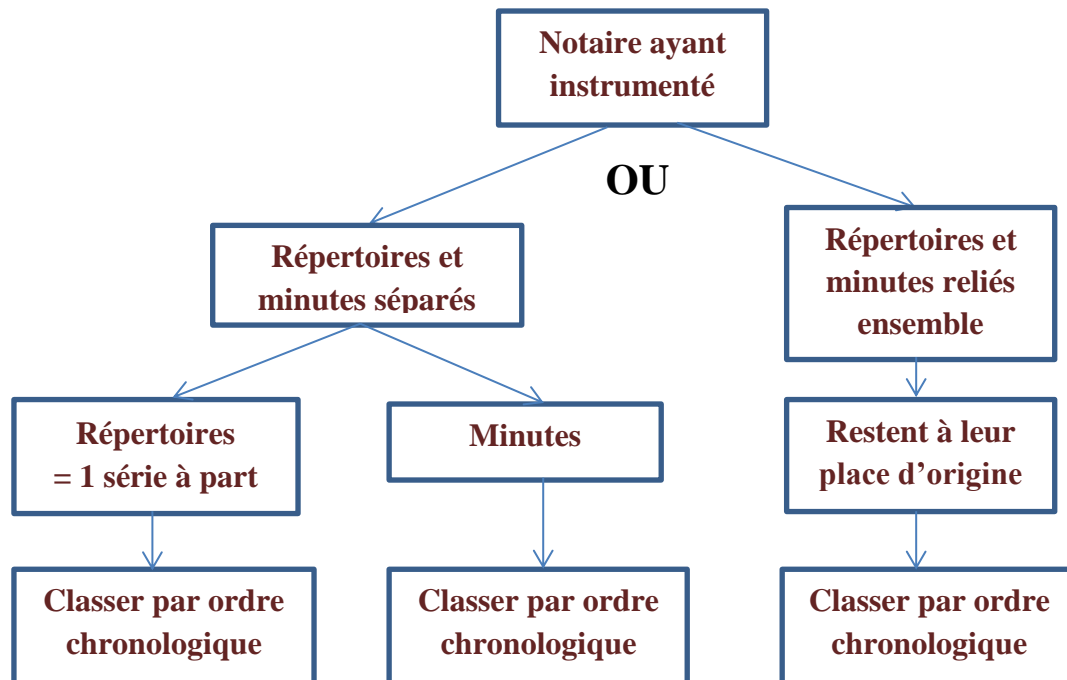 Notaire ayant
instrumenté
OU
Répertoires et
minutes séparés
Répertoires et
minutes reliés
ensemble
Répertoires
= 1 série à part
Minutes
Restent à leur
place d’origine
Classer par ordre
chronologique
Classer par ordre
chronologique
Classer par ordre
chronologique